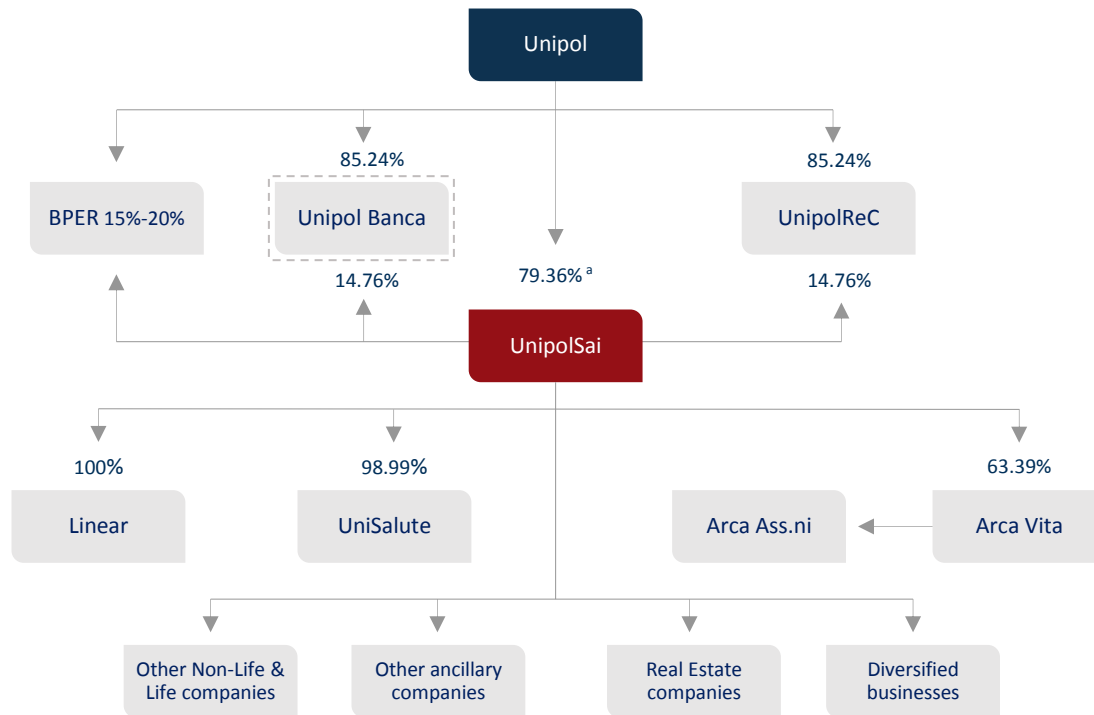 Unipol
85.24%
85.24%
BPER 15%-20%
Unipol Banca
UnipolReC
79.36% a
14.76%
14.76%
UnipolSai
100%
98.99%
63.39%
Linear
UniSalute
Arca Ass.ni
Arca Vita
Other Non-Life &
Life companies
Other ancillary
companies
Real Estate
companies
Diversified
businesses